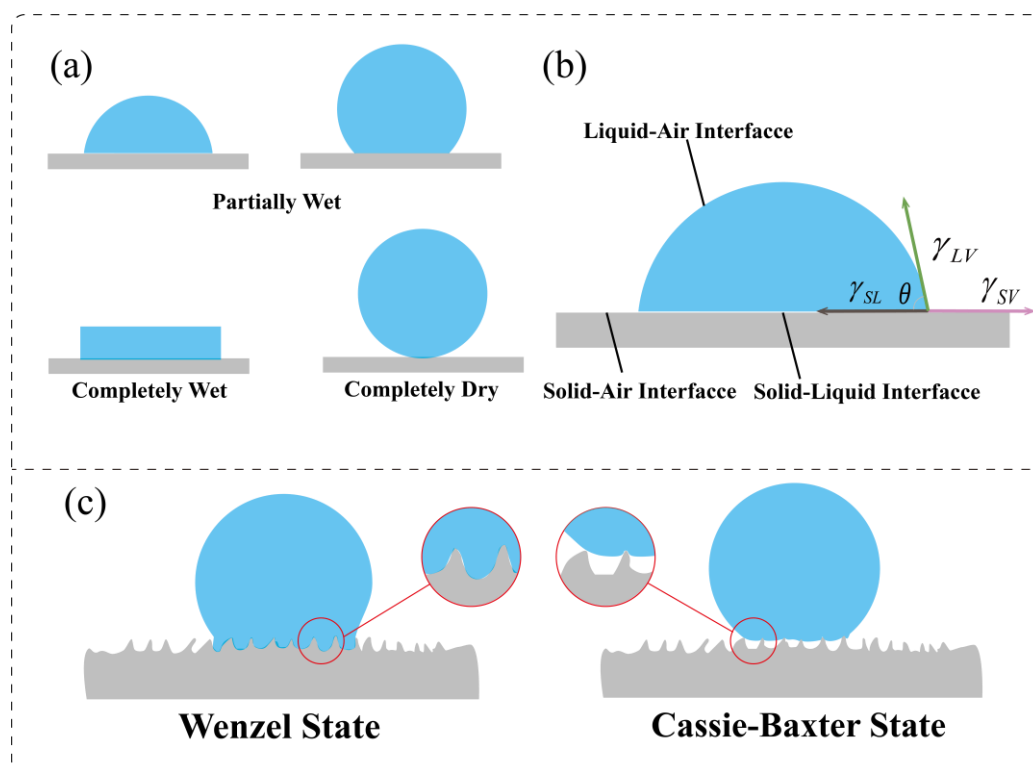 (a)
Partially Wet
Completely Wet
Completely Dry
(b)
Liquid-Air Interfacce
γLV
γSL
θ
γSV
Solid-Air Interfacce
Solid-Liquid Interfacce
(c)
Wenzel State
Cassie-Baxter State